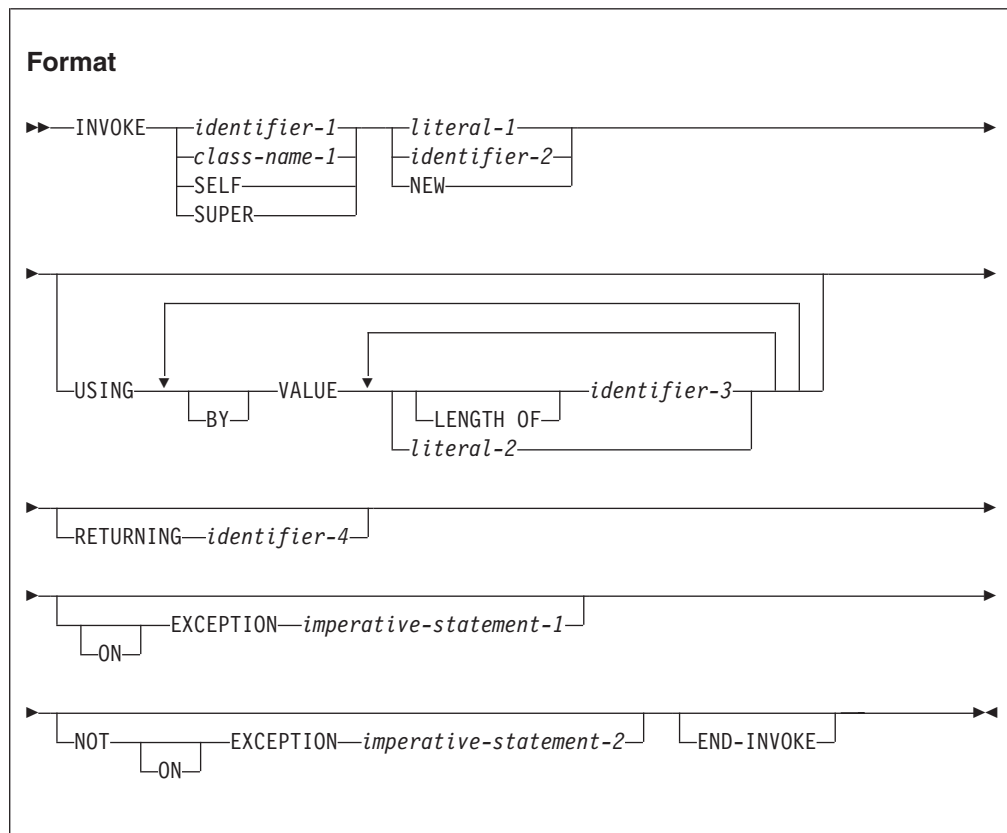 Format
INVOKE identifier-1 literal-1
class-name-1 identifier-2
SELF NEW
SUPER
USING VALUE identifier-3
BY LENGTH OF
literal-2
RETURNING identifier-4
EXCEPTION imperative-statement-1
ON
NOT EXCEPTION imperative-statement-2 END-INVOKE
ON